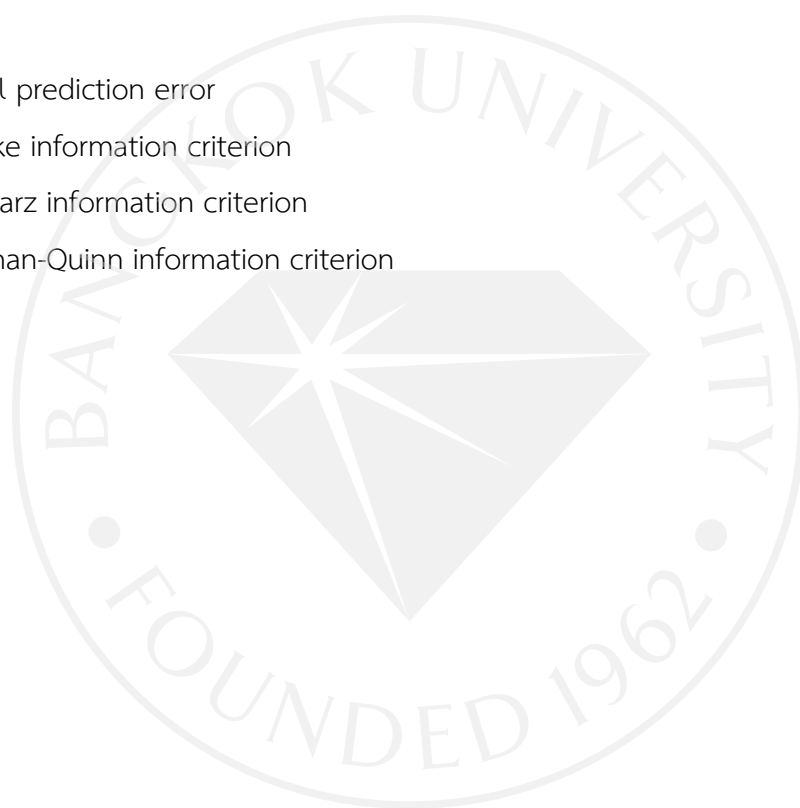 l prediction error
ke information criterion
arz information criterion
nan-Quinn information criterion
BANGKOK UNIVERSITY
FOUNDED 1962